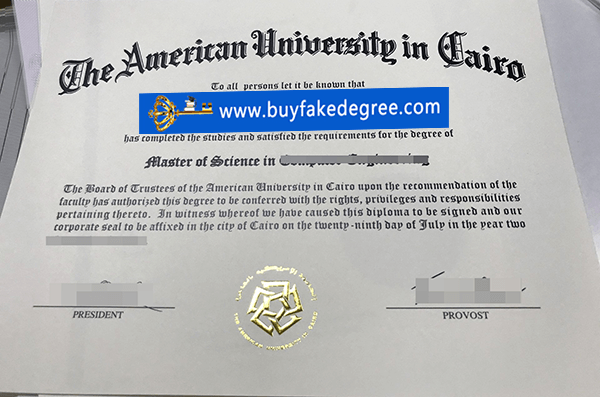 The American University in Cairo
To all persons let it be known that
www.buyfakedegree.com
has completed the studies and satisfied the requirements for the degree of
Master of Science in Computer Engineering
The Board of Trustees of the American University in Cairo upon the recommendation of the
faculty has authorized this degree to be conferred with the rights, privileges and responsibilities
pertaining thereto. In witness whereof we have caused this diploma to be signed and our
corporate seal to be affixed in the city of Cairo on the twenty-ninth day of July in the year two
PRESIDENT
PROVOST